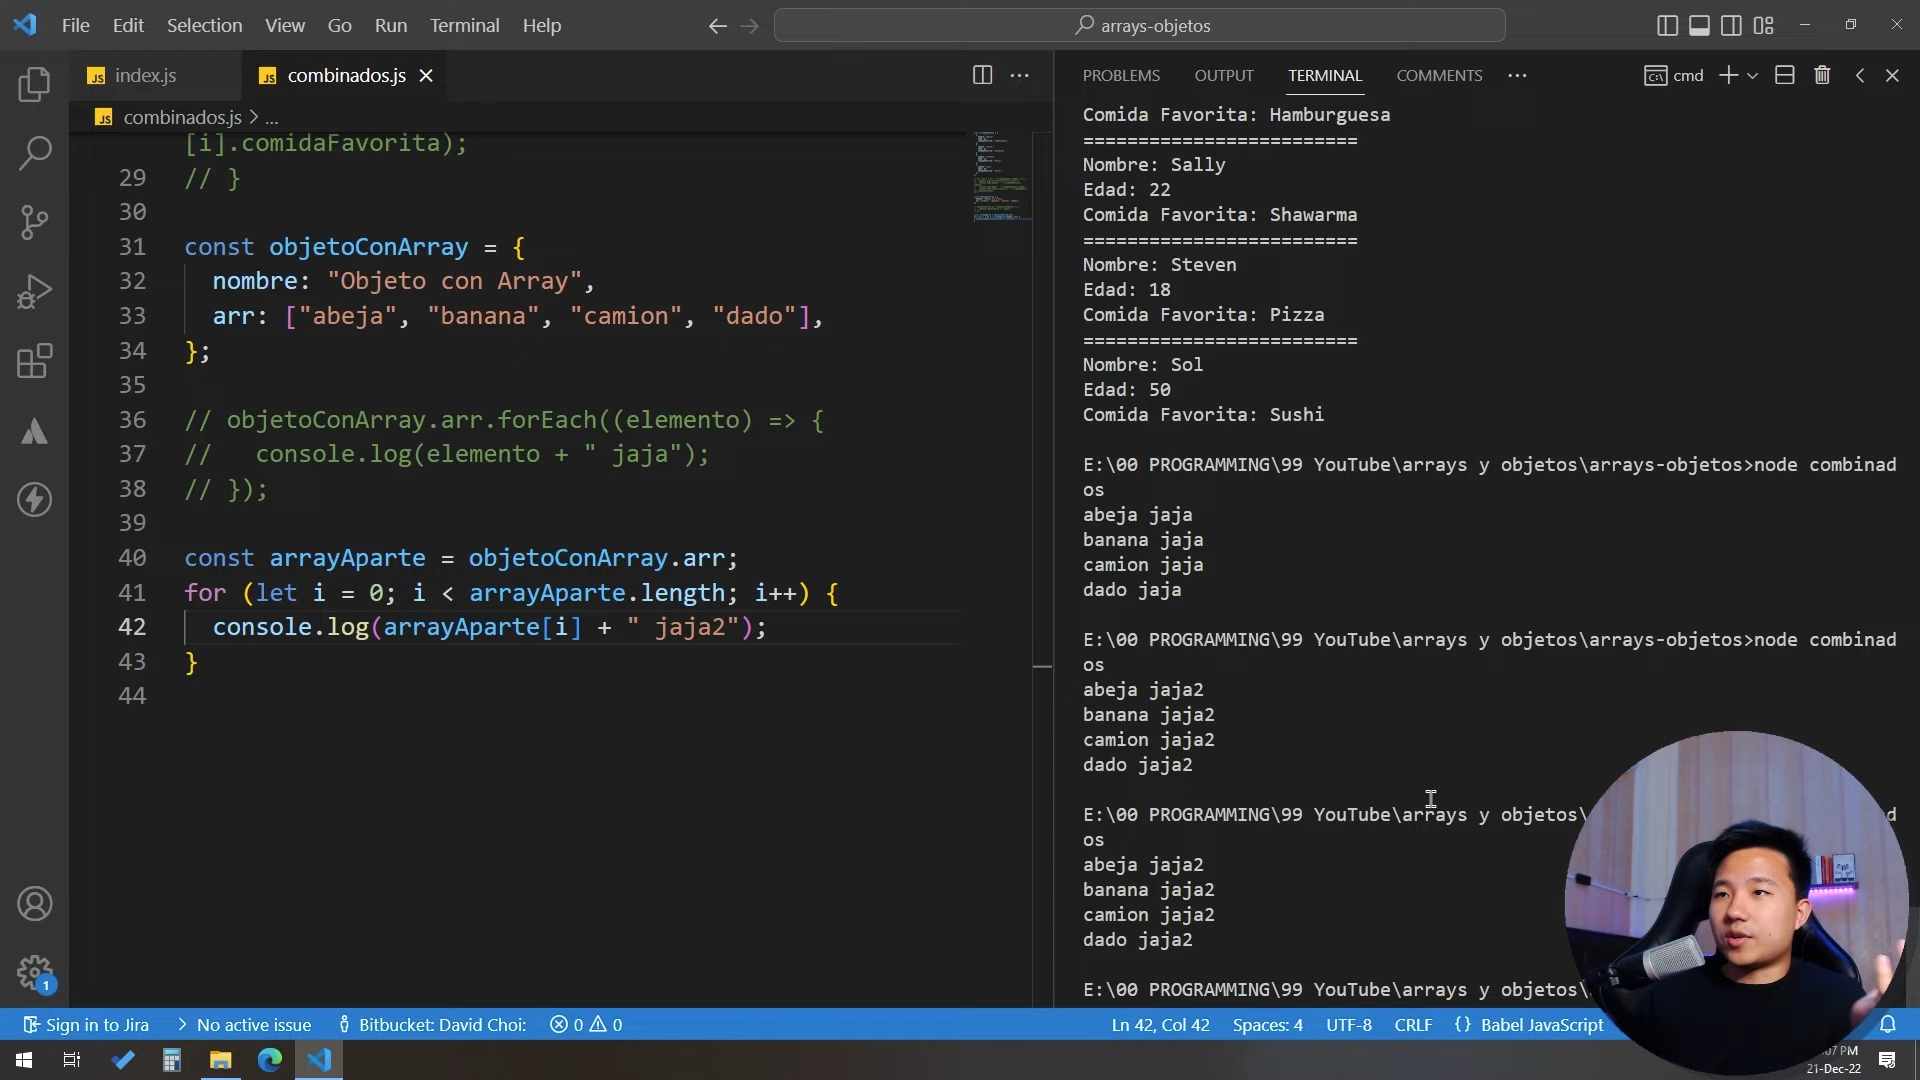 File Edit Selection View Go Run Terminal Help
arrays-objetos
JS index.js
JS combinados.js
JS combinados.js > ...
[i].comidaFavorita);
29 // }
30
31 const objetoConArray = {
32 nombre: "Objeto con Array",
33 arr: ["abeja", "banana", "camion", "dado"],
34 };
35
36 // objetoConArray.arr.forEach((elemento) => {
37 //   console.log(elemento + " jaja");
38 // });
39
40 const arrayAparte = objetoConArray.arr;
41 for (let i = 0; i < arrayAparte.length; i++) {
42 console.log(arrayAparte[i] + " jaja2");
43 }
44
PROBLEMS OUTPUT TERMINAL COMMENTS ...
cmd
Comida Favorita: Hamburguesa
=========================
Nombre: Sally
Edad: 22
Comida Favorita: Shawarma
=========================
Nombre: Steven
Edad: 18
Comida Favorita: Pizza
=========================
Nombre: Sol
Edad: 50
Comida Favorita: Sushi
E:\00 PROGRAMMING\99 YouTube\arrays y objetos\arrays-objetos>node combinad
os
abeja jaja
banana jaja
camion jaja
dado jaja
E:\00 PROGRAMMING\99 YouTube\arrays y objetos\arrays-objetos>node combinad
os
abeja jaja2
banana jaja2
camion jaja2
dado jaja2
E:\00 PROGRAMMING\99 YouTube\arrays y objetos\ d
os
abeja jaja2
banana jaja2
camion jaja2
dado jaja2
E:\00 PROGRAMMING\99 YouTube\arrays y objetos\
1
Sign in to Jira > No active issue Bitbucket: David Choi: 0 0
Ln 42, Col 42 Spaces: 4 UTF-8 CRLF {} Babel JavaScript
:07 PM
21-Dec-22